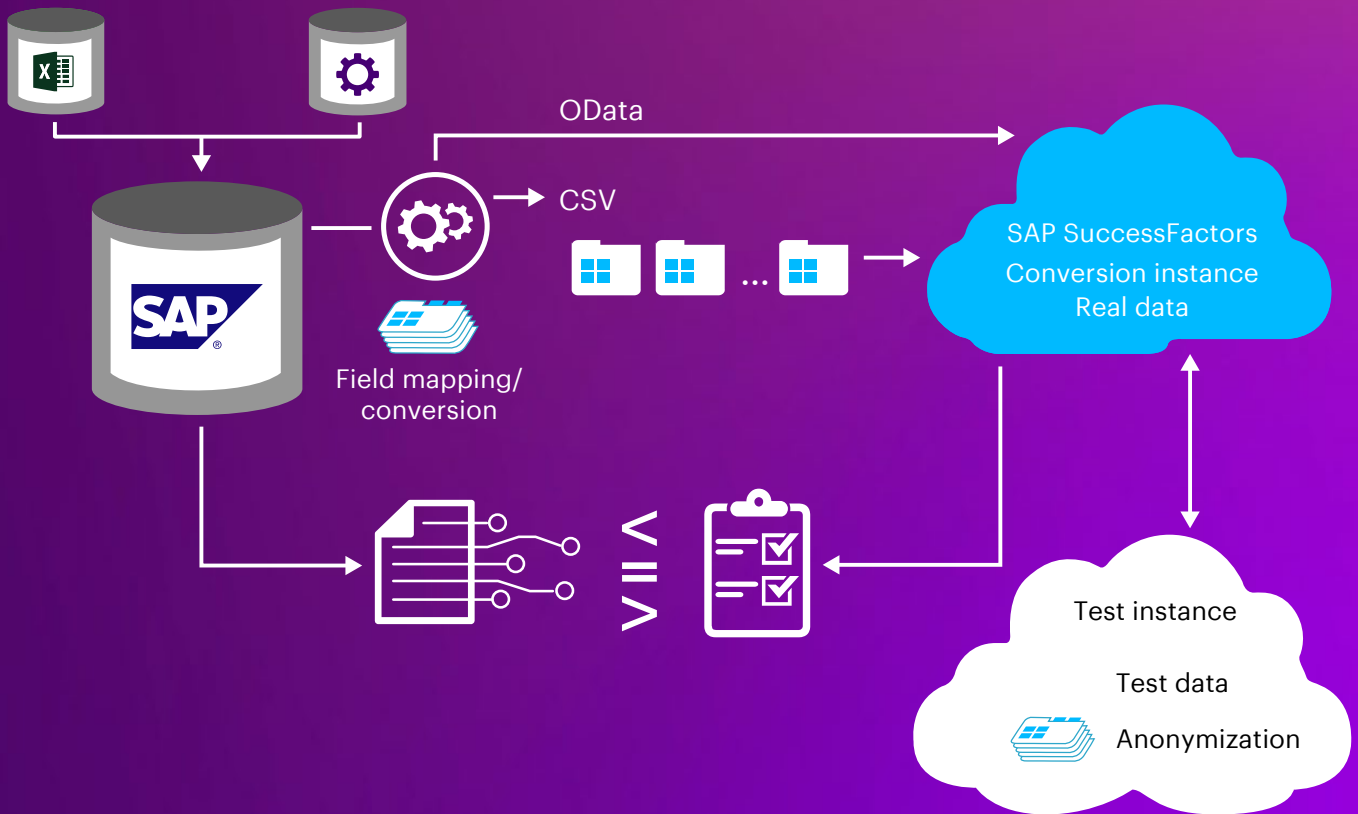 X
OData
CSV
SAP
®
...
SAP SuccessFactors
Conversion instance
Real data
Field mapping/
conversion
<
=
>
Test instance
Test data
Anonymization